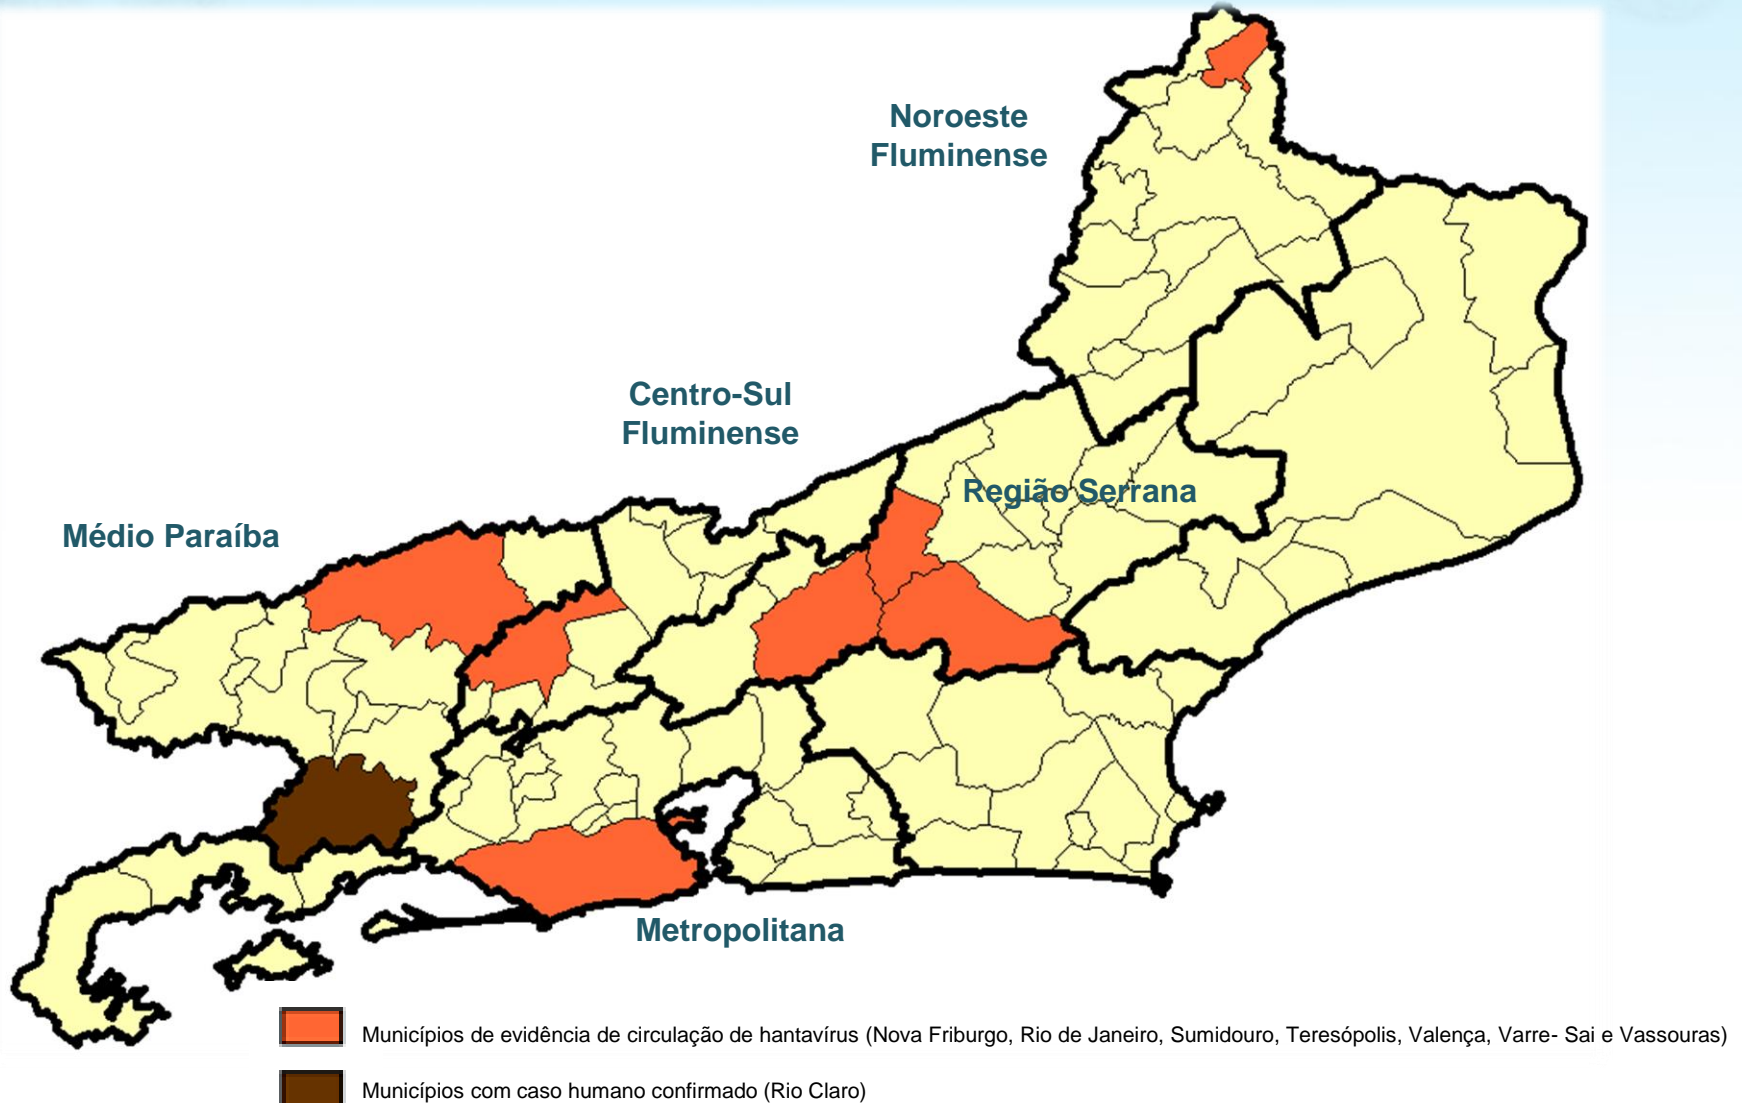 Noroeste
Fluminense
Centro-Sul
Fluminense
Região Serrana
Médio Paraíba
Metropolitana
Municípios de evidência de circulação de hantavírus (Nova Friburgo, Rio de Janeiro, Sumidouro, Teresópolis, Valença, Varre- Sai e Vassouras)
Municípios com caso humano confirmado (Rio Claro)